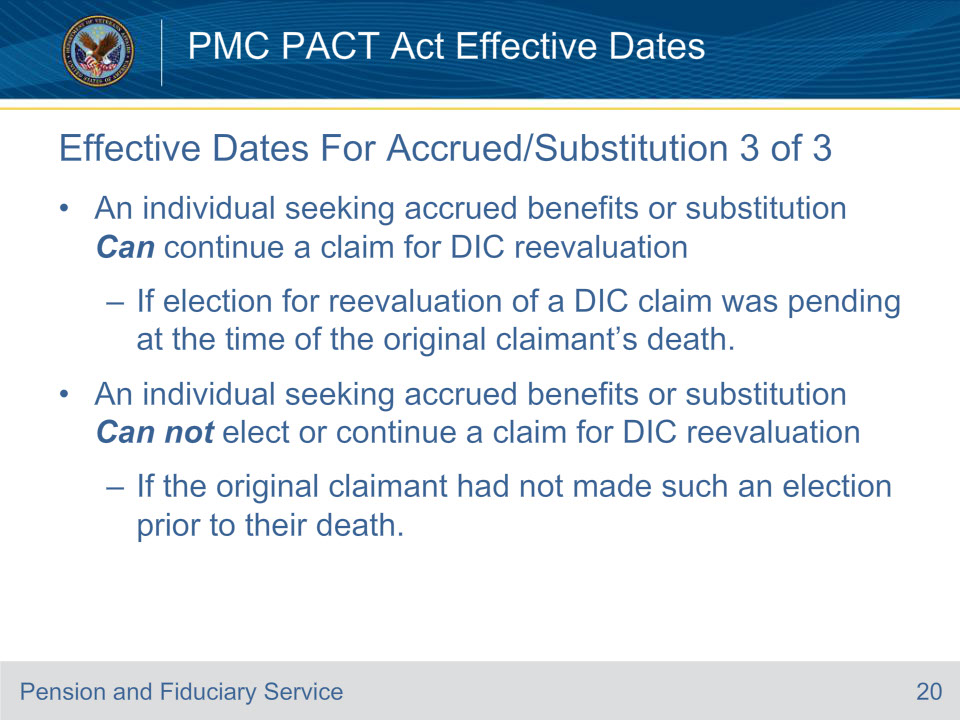 PMC PACT Act Effective Dates
Effective Dates For Accrued/Substitution 3 of 3
• An individual seeking accrued benefits or substitution
Can continue a claim for DIC reevaluation
– If election for reevaluation of a DIC claim was pending
at the time of the original claimant’s death.
• An individual seeking accrued benefits or substitution
Can not elect or continue a claim for DIC reevaluation
– If the original claimant had not made such an election
prior to their death.
Pension and Fiduciary Service
20